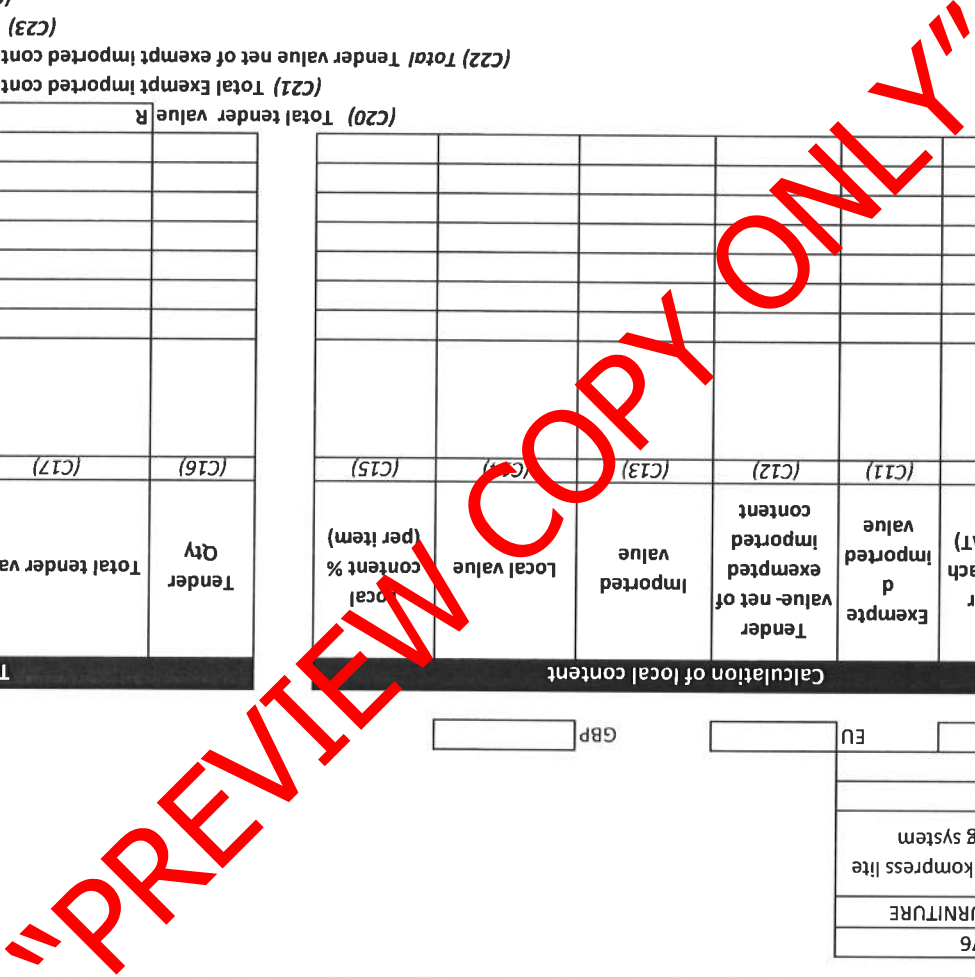 URNITURE
kompress lite
g system
EU
GBP
Calculation of local content
T
r
ach
AT)
Exempte
d
imported
value
Tender
value- net of
exempted
imported
content
Imported
value
Local value
Local
content %
(per item)
Tender
Qty
Total tender va
(C11)
(C12)
(C13)
(C15)
(C16)
(C17)
(C20) Total tender value R
(C21) Total Exempt imported cont
(C22) Total Tender value net of exempt imported cont
(C23)
"PREVIEW COPY ONLY"